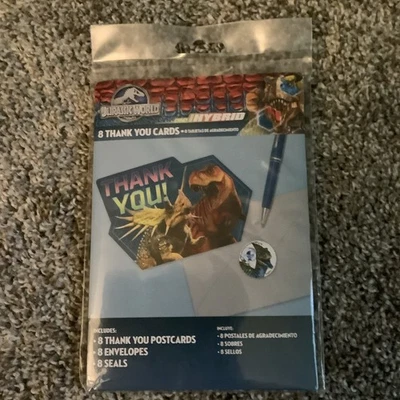 JURASSIC WORLD
HYBRID
8 THANK YOU CARDS • 8 TARJETAS DE AGRADECIMIENTO
THANK
YOU!
INCLUDES:
• 8 THANK YOU POSTCARDS
• 8 ENVELOPES
• 8 SEALS
INCLUYE:
• 8 POSTALES DE AGRADECIMIENTO
• 8 SOBRES
• 8 SELLOS